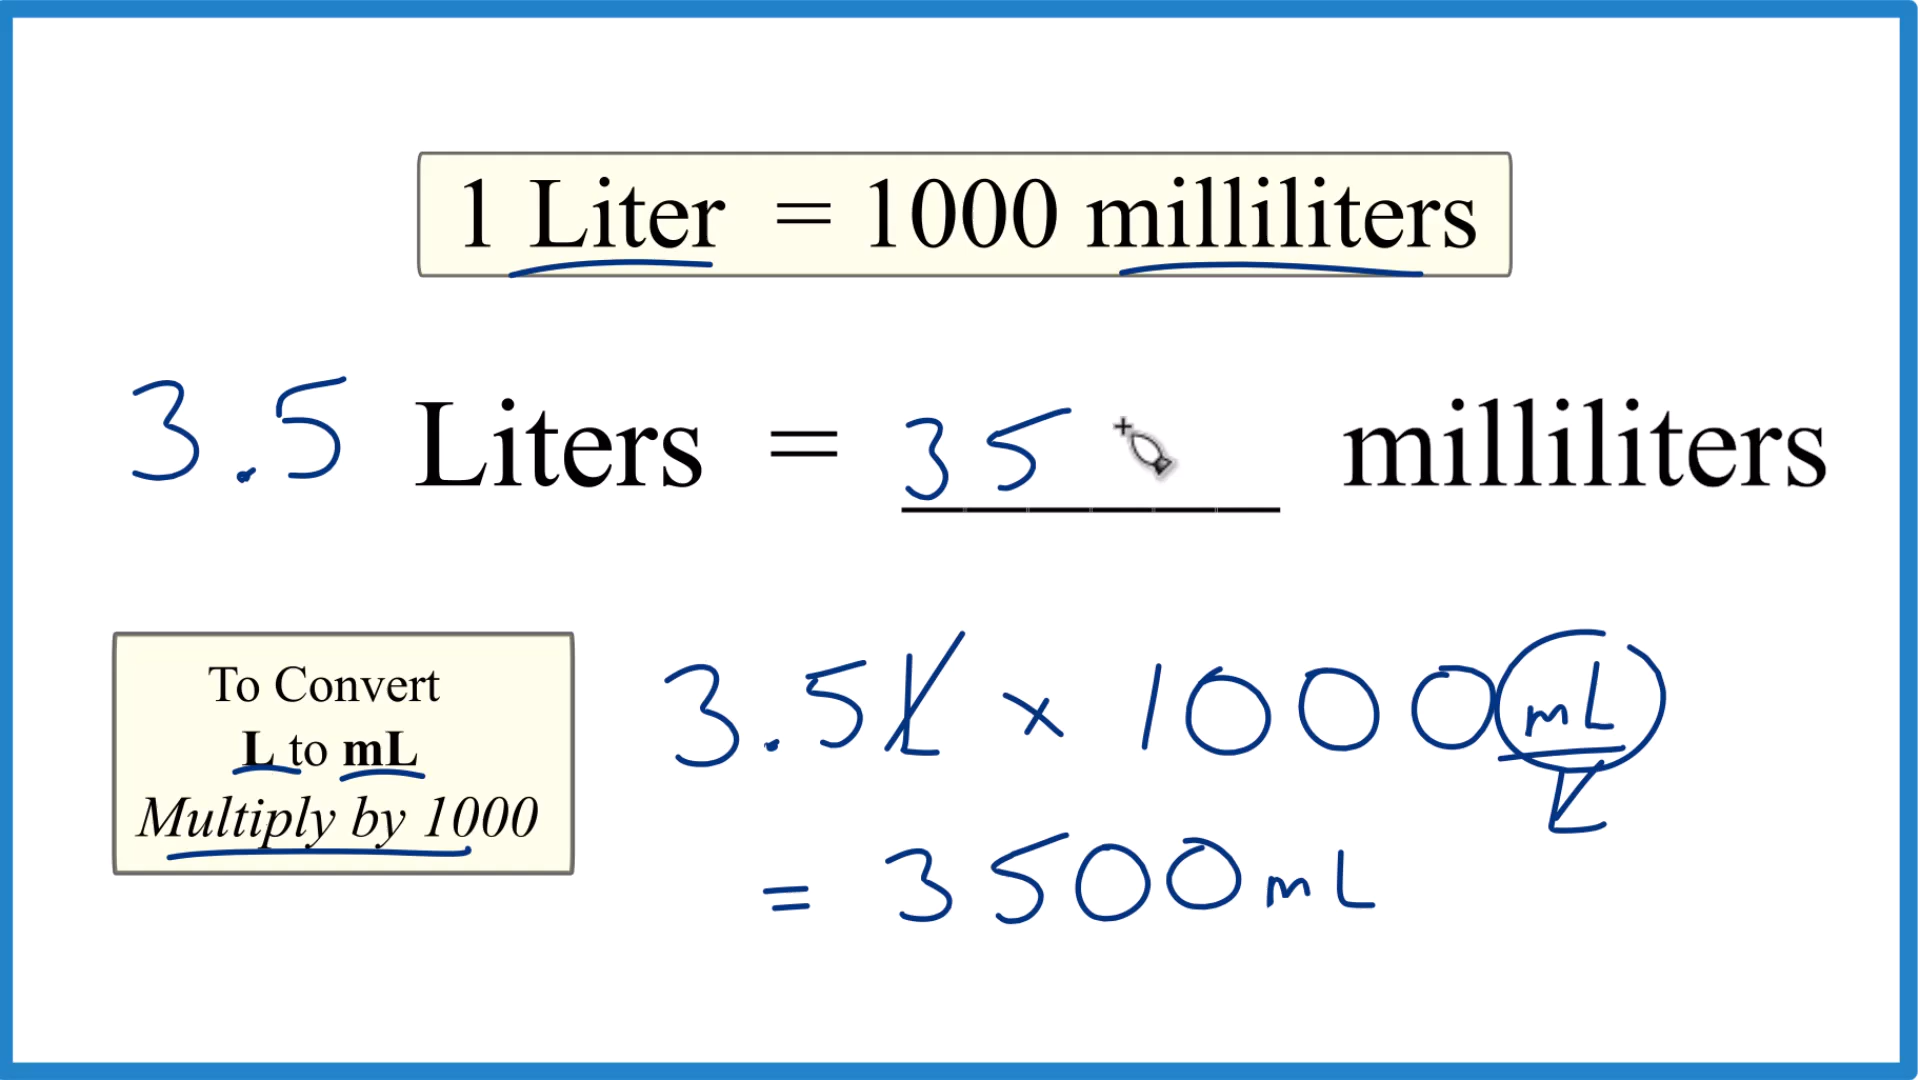 1 Liter = 1000 milliliters
3.5 Liters = 35 milliliters
To Convert
L to mL
Multiply by 1000
3.5L x 1000 mL
L
= 3500 mL